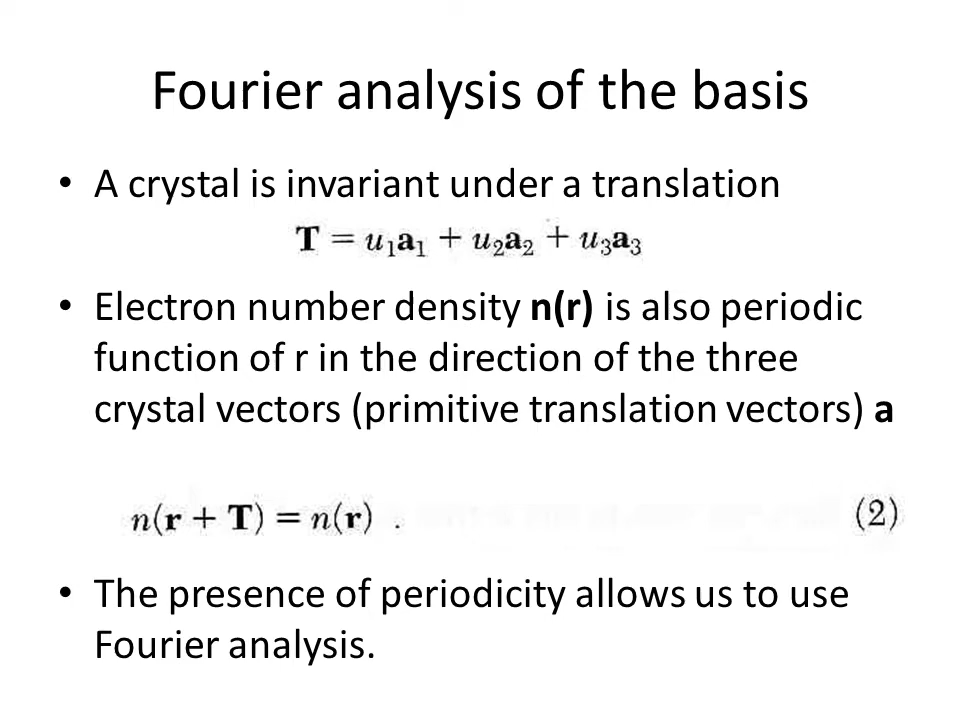 Fourier analysis of the basis
• A crystal is invariant under a translation
T = u₁a₁ + u₂a₂ + u₃a₃
• Electron number density n(r) is also periodic
function of r in the direction of the three
crystal vectors (primitive translation vectors) a
n(r + T) = n(r) . (2)
• The presence of periodicity allows us to use
Fourier analysis.